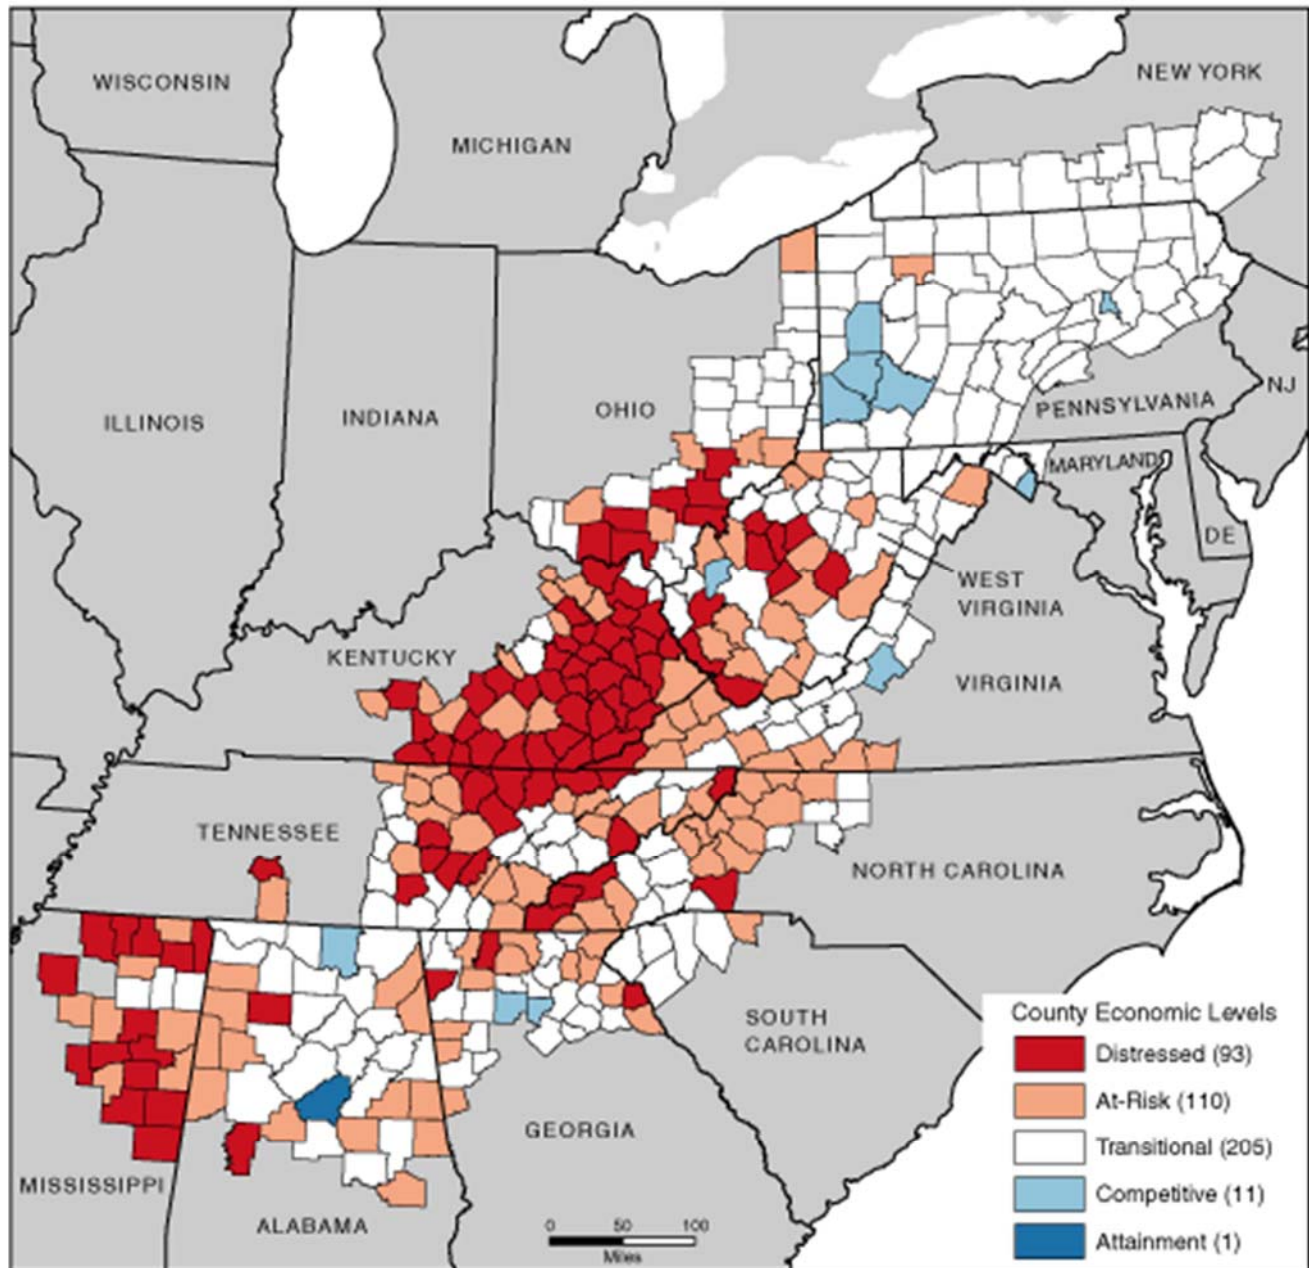 WISCONSIN
NEW YORK
MICHIGAN
ILLINOIS
INDIANA
OHIO
PENNSYLVANIA
NJ
MARYLAND
DE
WEST
VIRGINIA
KENTUCKY
VIRGINIA
TENNESSEE
NORTH CAROLINA
SOUTH
CAROLINA
GEORGIA
MISSISSIPPI
ALABAMA
0 50 100
Miles
County Economic Levels
Distressed (93)
At-Risk (110)
Transitional (205)
Competitive (11)
Attainment (1)